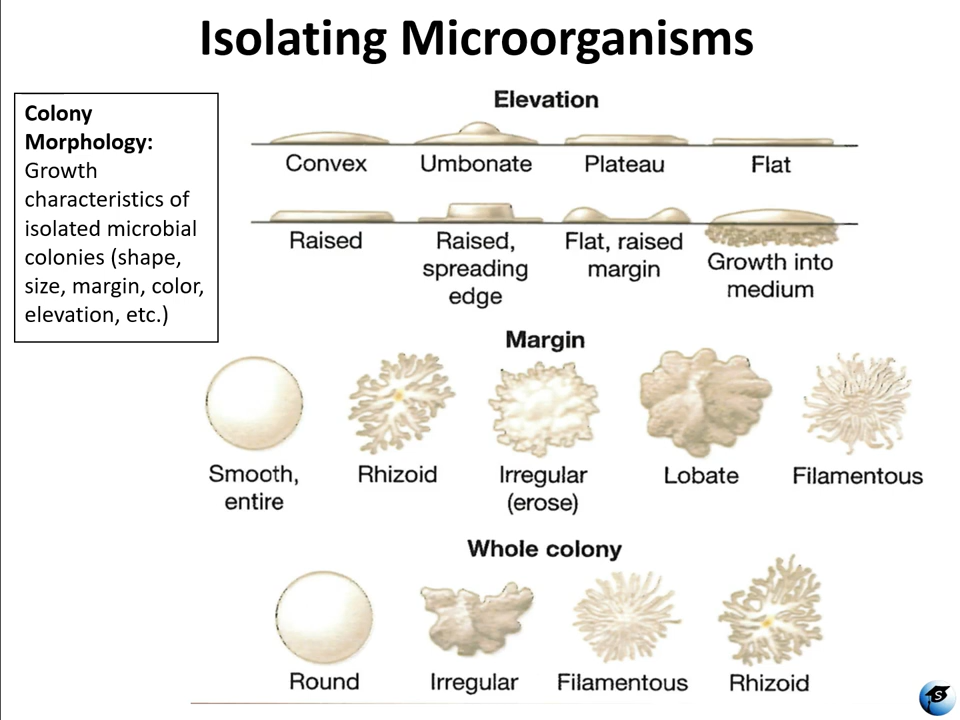 Isolating Microorganisms
Colony
Morphology:
Growth
characteristics of
isolated microbial
colonies (shape,
size, margin, color,
elevation, etc.)
Elevation
Convex
Umbonate
Plateau
Flat
Raised
Raised,
spreading
edge
Flat, raised
margin
Growth into
medium
Margin
Smooth,
entire
Rhizoid
Irregular
(erose)
Lobate
Filamentous
Whole colony
Round
Irregular
Filamentous
Rhizoid
S